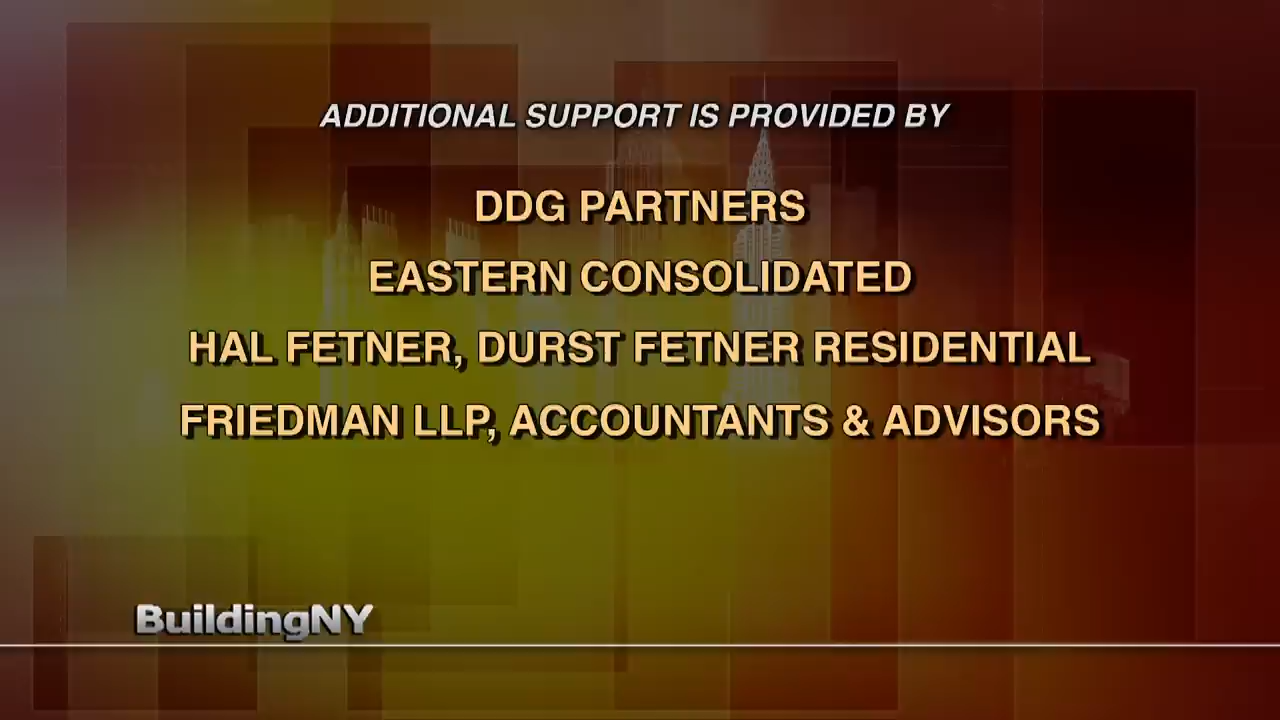 ADDITIONAL SUPPORT IS PROVIDED BY
DDG PARTNERS
EASTERN CONSOLIDATED
HAL FETNER, DURST FETNER RESIDENTIAL
FRIEDMAN LLP, ACCOUNTANTS & ADVISORS
BuildingNY